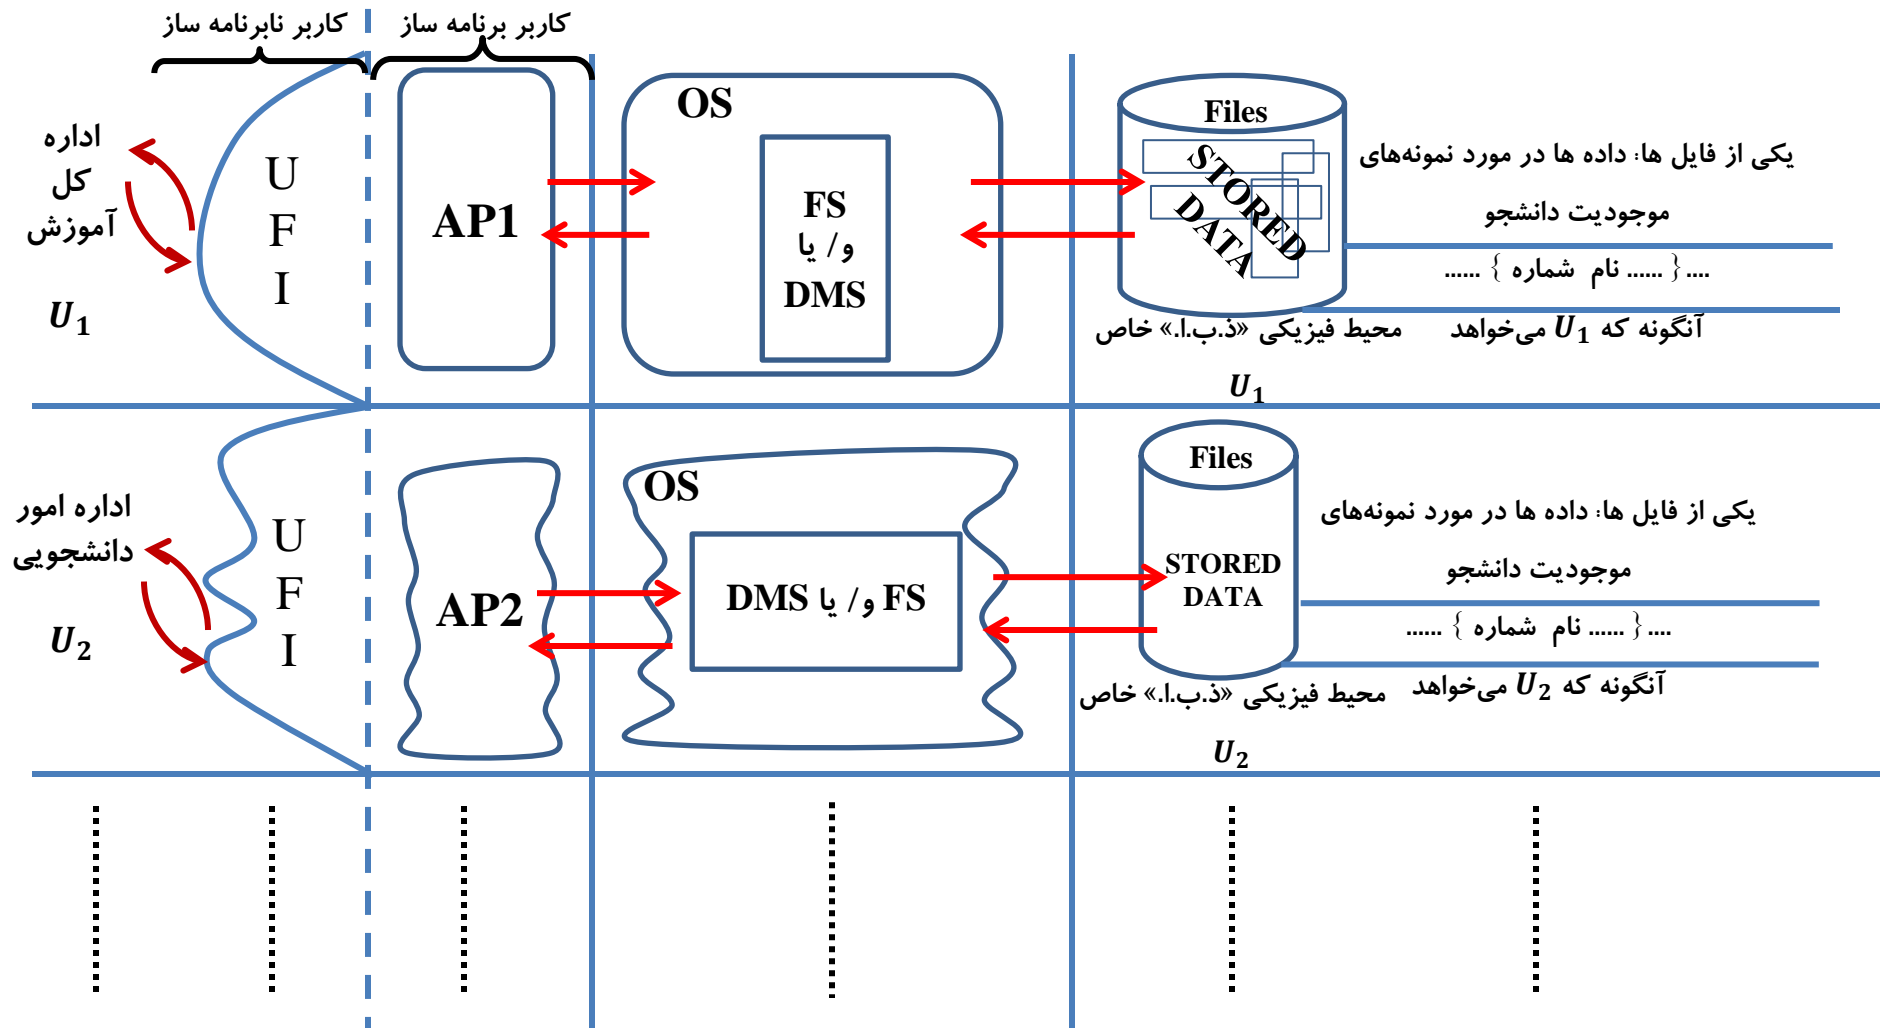 کاربر نابرنامه ساز
کاربر برنامه ساز
اداره
کل
آموزش
U₁
U
F
I
AP1
OS
FS
و/ یا
DMS
Files
STORED
DATA
یکی از فایل ها: داده ها در مورد نمونه‌های
موجودیت دانشجو
...... { نام شماره ......}....
آنگونه که U₁ می‌خواهد
محیط فیزیکی «ذ.ب.ا.» خاص
U₁
اداره امور
دانشجویی
U₂
U
F
I
AP2
OS
FS و/ یا DMS
Files
STORED
DATA
یکی از فایل ها: داده ها در مورد نمونه‌های
موجودیت دانشجو
...... { نام شماره ......}....
آنگونه که U₂ می‌خواهد
محیط فیزیکی «ذ.ب.ا.» خاص
U₂